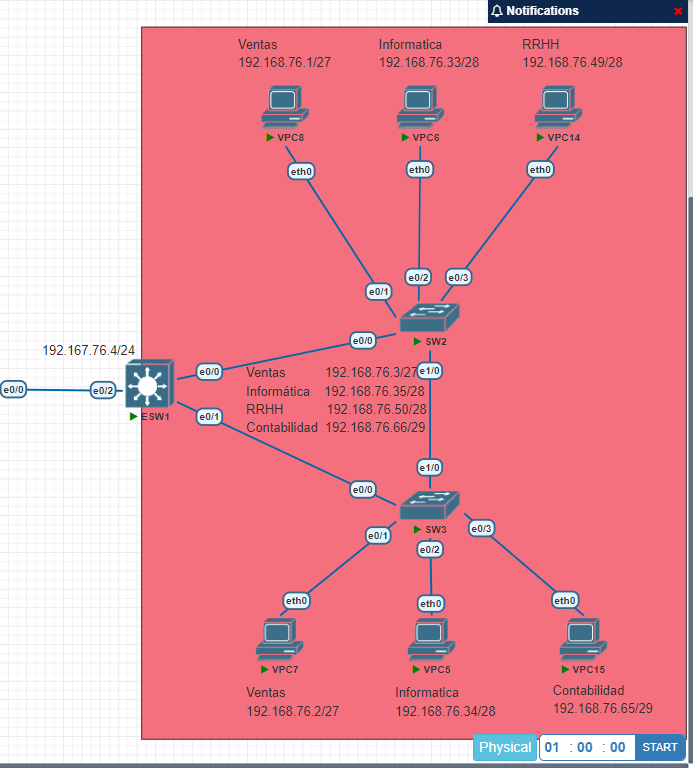 Notifications
Ventas Informatica RRHH
192.168.76.1/27 192.168.76.33/28 192.168.76.49/28
VPC8 VPC6 VPC14
eth0 eth0 eth0
e0/1 e0/2 e0/3
SW2
e0/0
192.167.76.4/24
e0/0 e0/2 e0/0 e1/0
ESW1
e0/1
Ventas 192.168.76.3/27
Informática 192.168.76.35/28
RRHH 192.168.76.50/28
Contabilidad 192.168.76.66/29
e1/0
e0/0
SW3
e0/1 e0/2 e0/3
eth0 eth0 eth0
VPC7 VPC5 VPC15
Ventas Informatica Contabilidad
192.168.76.2/27 192.168.76.34/28 192.168.76.65/29
Physical 01 : 00 : 00 START